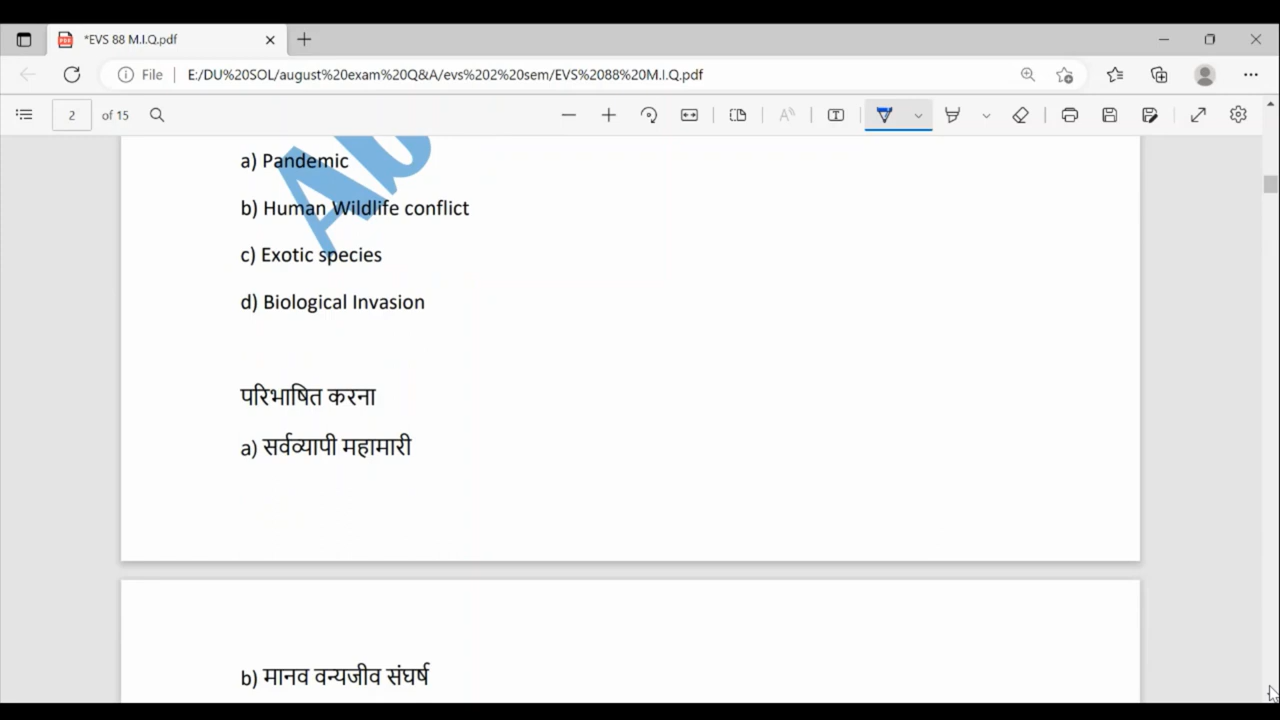 *EVS 88 M.I.Q.pdf
File E:/DU%20SOL/august%20exam%20Q&A/evs%202%20sem/EVS%2088%20M.I.Q.pdf
2 of 15
a) Pandemic
b) Human Wildlife conflict
c) Exotic species
d) Biological Invasion
परिभाषित करना
a) सर्वव्यापी महामारी
b) मानव वन्यजीव संघर्ष